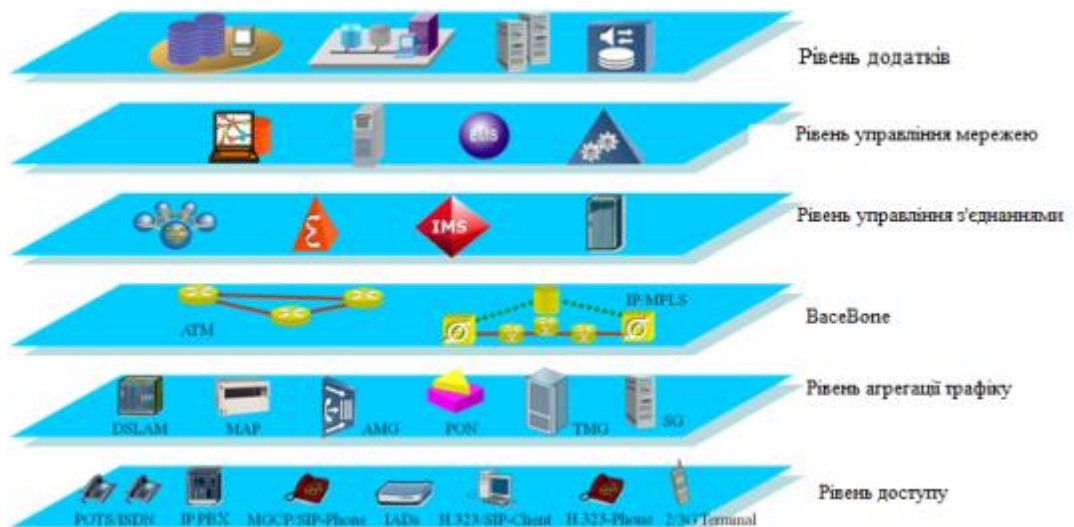 Рівень додатків
EMS
Рівень управління мережею
IMS
Рівень управління з'єднаннями
ATM
IP/MPLS
BaceBone
DSLAM MAP AMG PON TMG SG
Рівень агрегації трафіку
POTS/ISDN IP PBX MGCP/SIP-Phone IADs H.323/SIP-Client H.323-Phone 2/3G Terminal
Рівень доступу